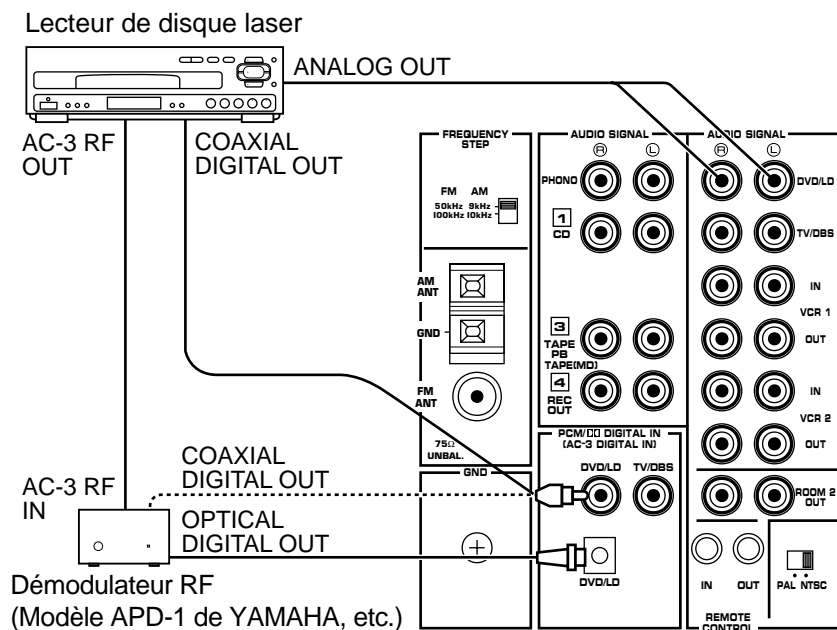 Lecteur de disque laser
ANALOG OUT
AC-3 RF
OUT
COAXIAL
DIGITAL OUT
FREQUENCY
STEP
FM AM
50kHz 9kHz
100kHz 10kHz
AM
ANT
GND
FM
ANT
75Ω
UNBAL.
GND
AUDIO SIGNAL
R L
PHONO
1
CD
3
TAPE
PB
TAPE(MD)
4
REC
OUT
AUDIO SIGNAL
R L
DVD/LD
TV/DBS
IN
VCR 1
OUT
IN
VCR 2
OUT
ROOM 2
OUT
PCM/DD DIGITAL IN
(AC-3 DIGITAL IN)
DVD/LD TV/DBS
DVD/LD
IN OUT
REMOTE
CONTROL
PAL NTSC
COAXIAL
DIGITAL OUT
AC-3 RF
IN
OPTICAL
DIGITAL OUT
Démodulateur RF
(Modèle APD-1 de YAMAHA, etc.)